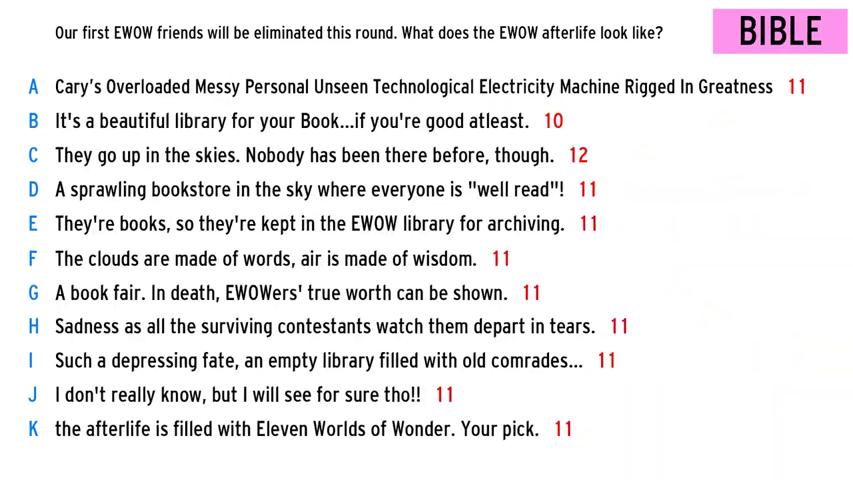 Our first EWOW friends will be eliminated this round. What does the EWOW afterlife look like?
BIBLE
A Cary's Overloaded Messy Personal Unseen Technological Electricity Machine Rigged In Greatness 11
B It's a beautiful library for your Book...if you're good atleast. 10
C They go up in the skies. Nobody has been there before, though. 12
D A sprawling bookstore in the sky where everyone is "well read"! 11
E They're books, so they're kept in the EWOW library for archiving. 11
F The clouds are made of words, air is made of wisdom. 11
G A book fair. In death, EWOWers' true worth can be shown. 11
H Sadness as all the surviving contestants watch them depart in tears. 11
I Such a depressing fate, an empty library filled with old comrades... 11
J I don't really know, but I will see for sure tho!! 11
K the afterlife is filled with Eleven Worlds of Wonder. Your pick. 11